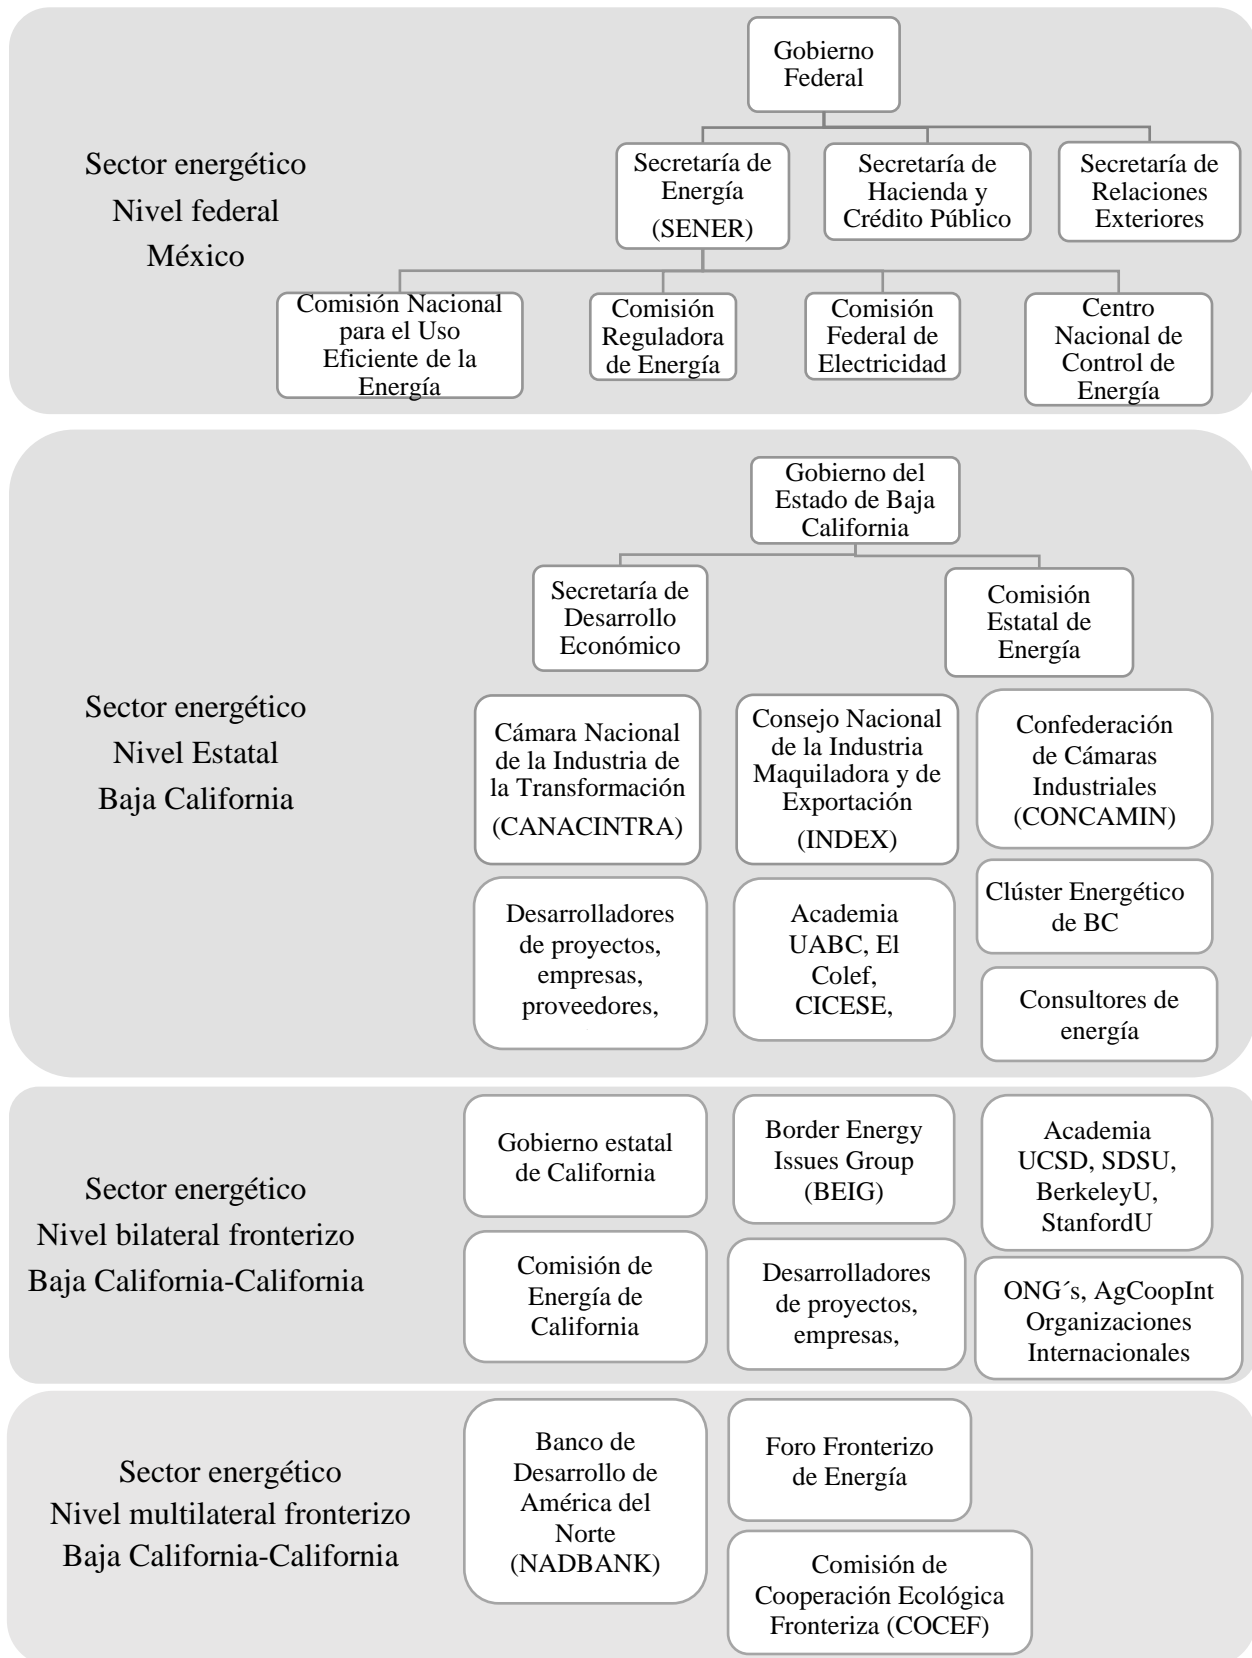 Gobierno
Federal
Sector energético
Nivel federal
México
Secretaría de
Energía
(SENER)
Secretaría de
Hacienda y
Crédito Público
Secretaría de
Relaciones
Exteriores
Comisión Nacional
para el Uso
Eficiente de la
Energía
Comisión
Reguladora
de Energía
Comisión
Federal de
Electricidad
Centro
Nacional de
Control de
Energía
Gobierno del
Estado de Baja
California
Secretaría de
Desarrollo
Económico
Comisión
Estatal de
Energía
Sector energético
Nivel Estatal
Baja California
Cámara Nacional
de la Industria de
la Transformación
(CANACINTRA)
Consejo Nacional
de la Industria
Maquiladora y de
Exportación
(INDEX)
Confederación
de Cámaras
Industriales
(CONCAMIN)
Desarrolladores
de proyectos,
empresas,
proveedores,
Academia
UABC, El
Colef,
CICESE,
Clúster Energético
de BC
Consultores de
energía
Sector energético
Nivel bilateral fronterizo
Baja California-California
Gobierno estatal
de California
Border Energy
Issues Group
(BEIG)
Academia
UCSD, SDSU,
BerkeleyU,
StanfordU
Comisión de
Energía de
California
Desarrolladores
de proyectos,
empresas,
ONG´s, AgCoopInt
Organizaciones
Internacionales
Sector energético
Nivel multilateral fronterizo
Baja California-California
Banco de
Desarrollo de
América del
Norte
(NADBANK)
Foro Fronterizo
de Energía
Comisión de
Cooperación Ecológica
Fronteriza (COCEF)